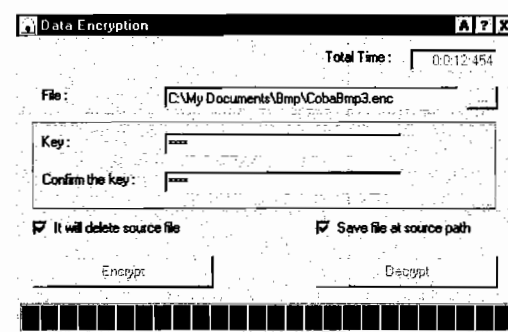 Data Encryption A ? X
Total Time : 0:0:12:454
File : C:\My Documents\Bmp\CobaBmp3.enc ...
Key : ****
Confirm the key : ****
It will delete source file Save file at source path
Encrypt Decrypt